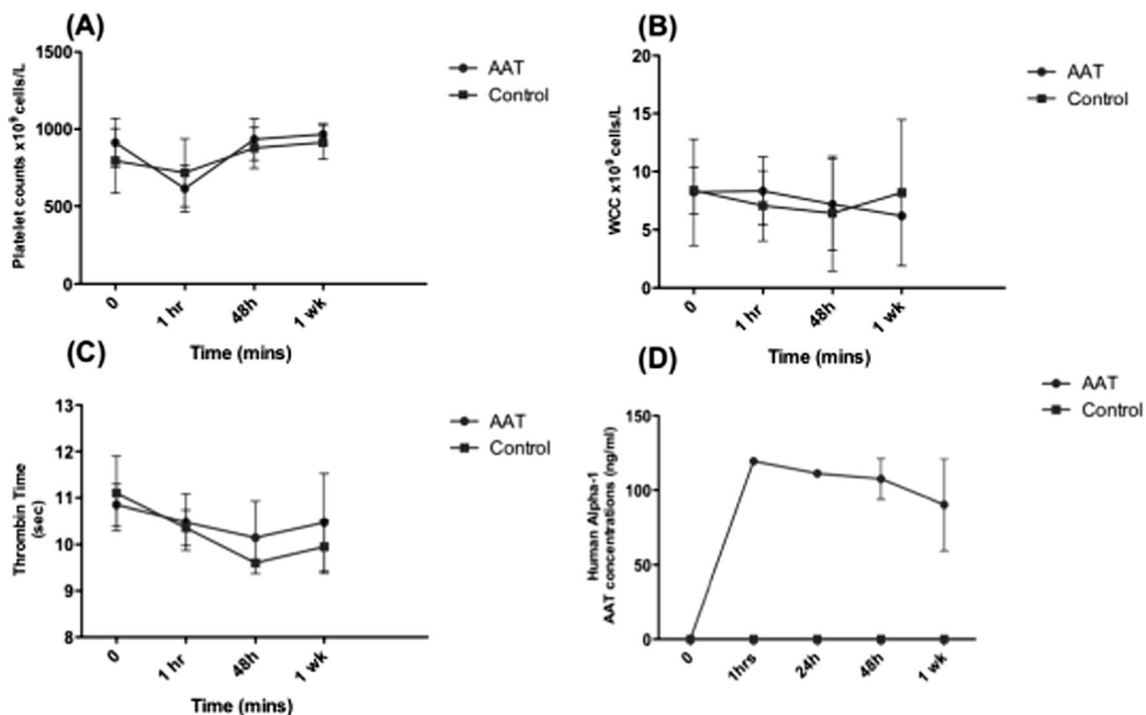 (A)
Platelet counts x10⁹ cells/L
1500
1000
500
0
0
1 hr
48h
1 wk
Time (mins)
AAT
Control
(B)
WCC x10⁹ cells/L
20
15
10
5
0
0
1 hr
48h
1 wk
Time (mins)
AAT
Control
(C)
Thrombin Time
(sec)
13
12
11
10
9
8
0
1 hr
48h
1 wk
Time (mins)
AAT
Control
(D)
Human Alpha-1
AAT concentrations (ng/ml)
150
100
50
0
0
1hrs
24h
48h
1 wk
AAT
Control